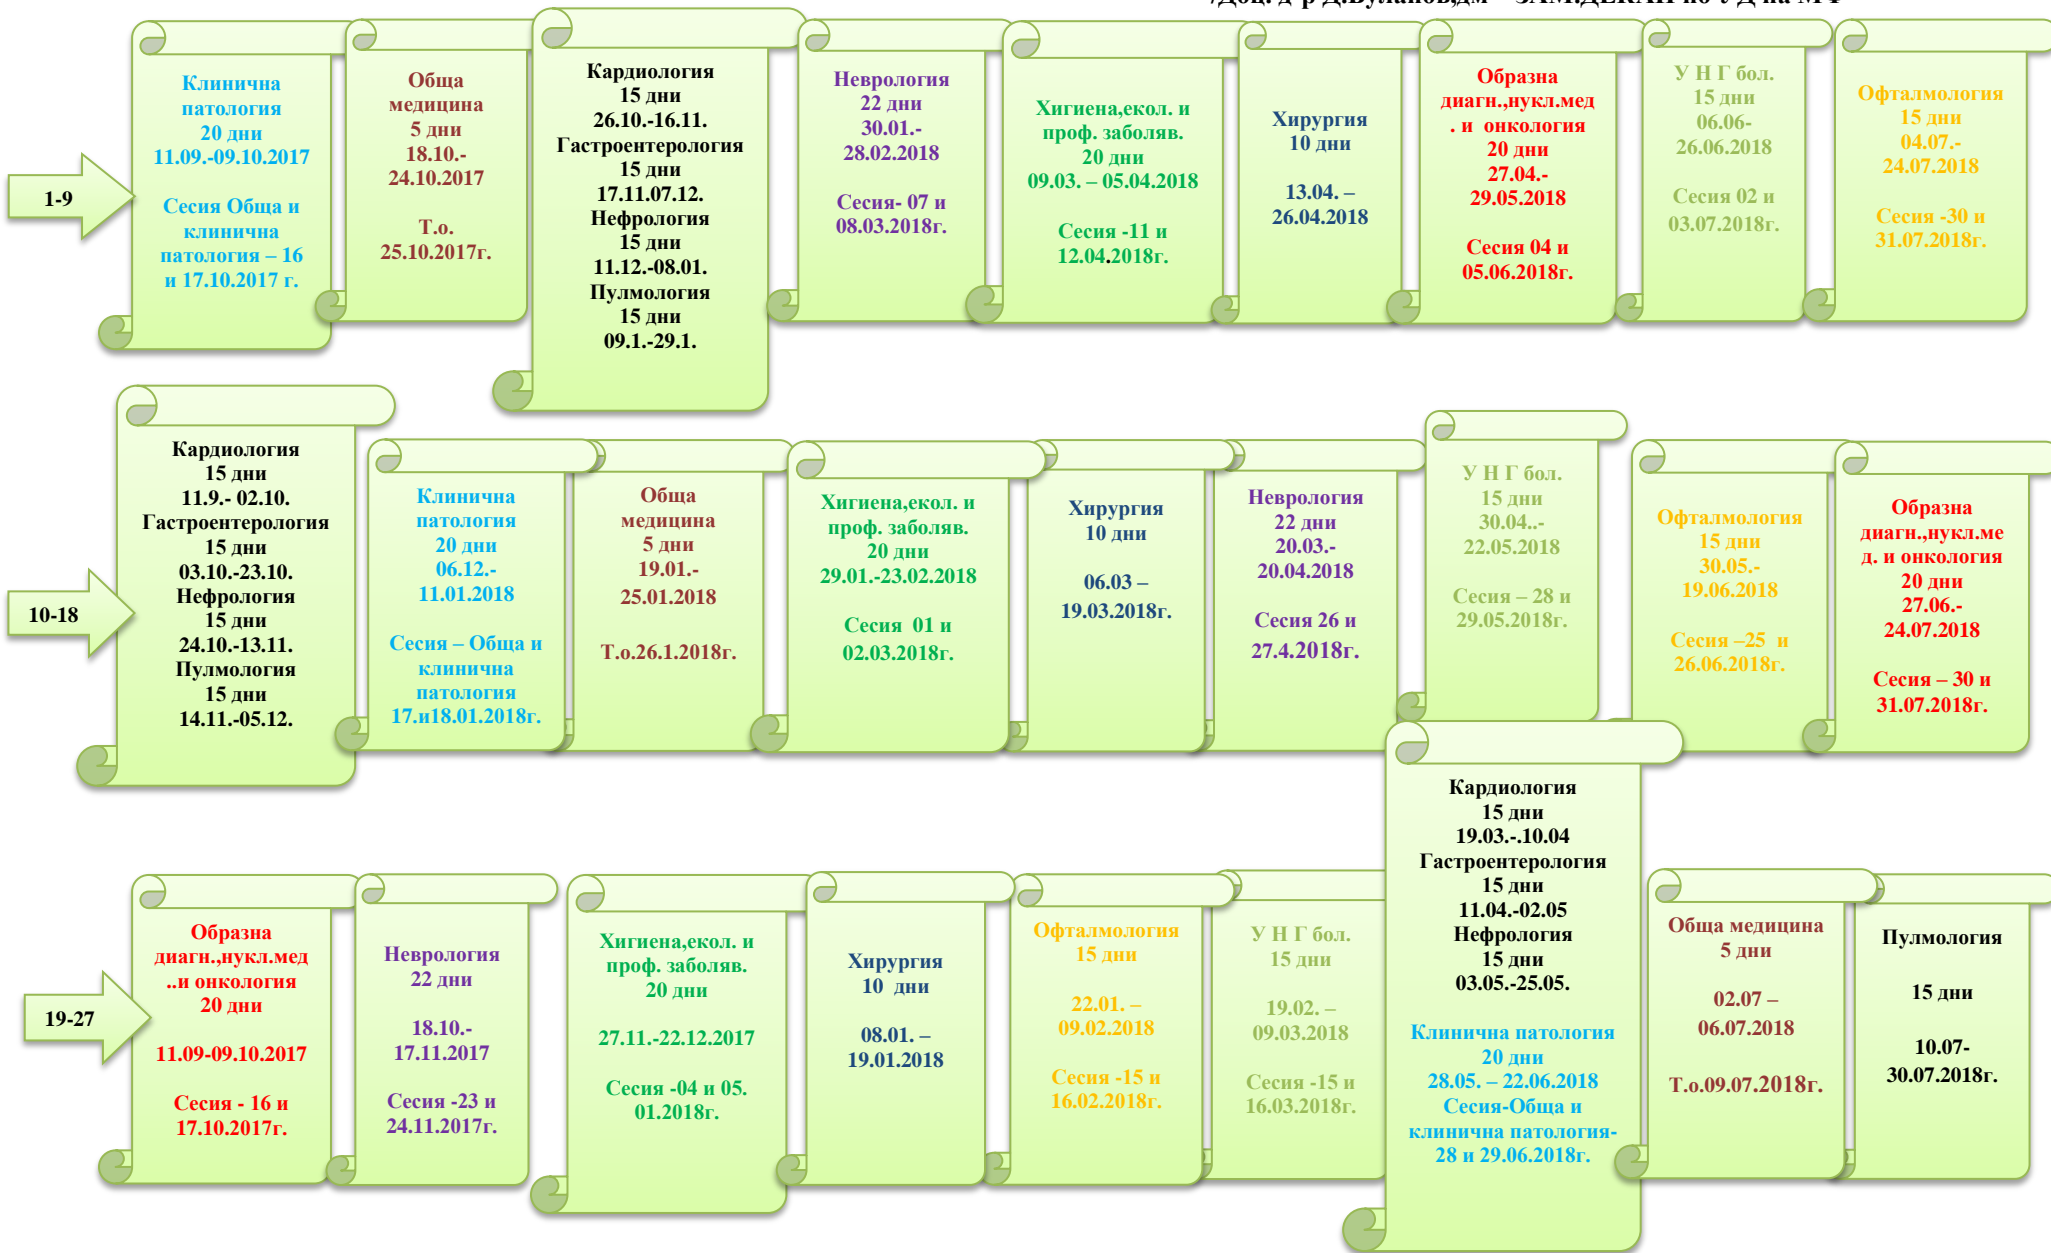 /Доц. д-р Д.Вуланов,дм – ЗАМ.ДЕКАН по УД на МФ
1-9
Клинична
патология
20 дни
11.09.-09.10.2017
Сесия Обща и
клинична
патология – 16
и 17.10.2017 г.
Обща
медицина
5 дни
18.10.-
24.10.2017
Т.о.
25.10.2017г.
Кардиология
15 дни
26.10.-16.11.
Гастроентерология
15 дни
17.11.07.12.
Нефрология
15 дни
11.12.-08.01.
Пулмология
15 дни
09.1.-29.1.
Неврология
22 дни
30.01.-
28.02.2018
Сесия- 07 и
08.03.2018г.
Хигиена,екол. и
проф. заболяв.
20 дни
09.03. – 05.04.2018
Сесия -11 и
12.04.2018г.
Хирургия
10 дни
13.04. –
26.04.2018
Образна
диагн.,нукл.мед
. и онкология
20 дни
27.04.-
29.05.2018
Сесия 04 и
05.06.2018г.
У Н Г бол.
15 дни
06.06-
26.06.2018
Сесия 02 и
03.07.2018г.
Офталмология
15 дни
04.07.-
24.07.2018
Сесия -30 и
31.07.2018г.
10-18
Кардиология
15 дни
11.9.- 02.10.
Гастроентерология
15 дни
03.10.-23.10.
Нефрология
15 дни
24.10.-13.11.
Пулмология
15 дни
14.11.-05.12.
Клинична
патология
20 дни
06.12.-
11.01.2018
Сесия – Обща и
клинична
патология
17.и18.01.2018г.
Обща
медицина
5 дни
19.01.-
25.01.2018
Т.о.26.1.2018г.
Хигиена,екол. и
проф. заболяв.
20 дни
29.01.-23.02.2018
Сесия 01 и
02.03.2018г.
Хирургия
10 дни
06.03 –
19.03.2018г.
Неврология
22 дни
20.03.-
20.04.2018
Сесия 26 и
27.4.2018г.
У Н Г бол.
15 дни
30.04..-
22.05.2018
Сесия – 28 и
29.05.2018г.
Офталмология
15 дни
30.05.-
19.06.2018
Сесия –25 и
26.06.2018г.
Образна
диагн.,нукл.ме
д. и онкология
20 дни
27.06.-
24.07.2018
Сесия – 30 и
31.07.2018г.
19-27
Образна
диагн.,нукл.мед
..и онкология
20 дни
11.09-09.10.2017
Сесия - 16 и
17.10.2017г.
Неврология
22 дни
18.10.-
17.11.2017
Сесия -23 и
24.11.2017г.
Хигиена,екол. и
проф. заболяв.
20 дни
27.11.-22.12.2017
Сесия -04 и 05.
01.2018г.
Хирургия
10 дни
08.01. –
19.01.2018
Офталмология
15 дни
22.01. –
09.02.2018
Сесия -15 и
16.02.2018г.
У Н Г бол.
15 дни
19.02. –
09.03.2018
Сесия -15 и
16.03.2018г.
Кардиология
15 дни
19.03.-.10.04
Гастроентерология
15 дни
11.04.-02.05
Нефрология
15 дни
03.05.-25.05.
Клинична патология
20 дни
28.05. – 22.06.2018
Сесия-Обща и
клинична патология-
28 и 29.06.2018г.
Обща медицина
5 дни
02.07 –
06.07.2018
Т.о.09.07.2018г.
Пулмология
15 дни
10.07-
30.07.2018г.